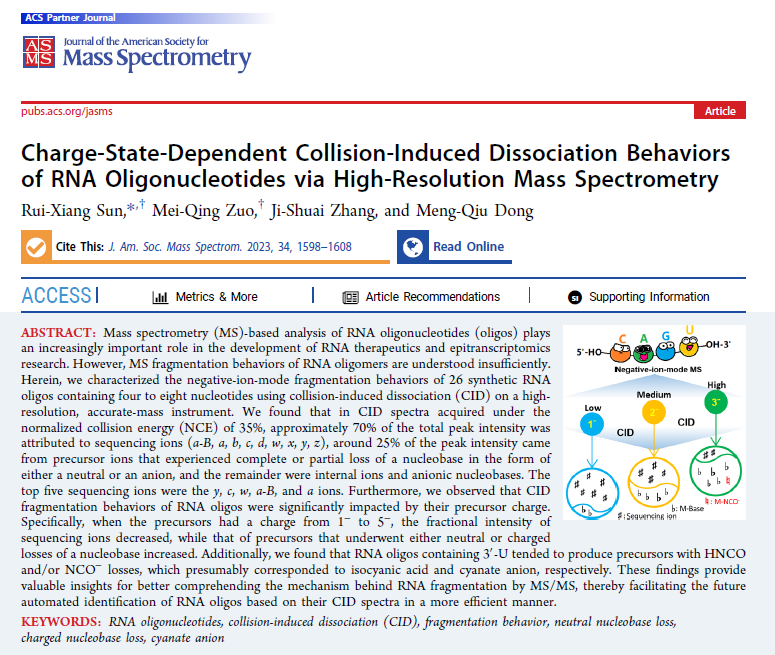 ACS Partner Journal
AS
MS
Journal of the American Society for
Mass Spectrometry
pubs.acs.org/jasms
Article
Charge-State-Dependent Collision-Induced Dissociation Behaviors
of RNA Oligonucleotides via High-Resolution Mass Spectrometry
Rui-Xiang Sun,*,† Mei-Qing Zuo,† Ji-Shuai Zhang, and Meng-Qiu Dong
Cite This: J. Am. Soc. Mass Spectrom. 2023, 34, 1598–1608
Read Online
ACCESS
Metrics & More
Article Recommendations
SI Supporting Information
ABSTRACT: Mass spectrometry (MS)-based analysis of RNA oligonucleotides (oligos) plays
an increasingly important role in the development of RNA therapeutics and epitranscriptomics
research. However, MS fragmentation behaviors of RNA oligomers are understood insufficiently.
Herein, we characterized the negative-ion-mode fragmentation behaviors of 26 synthetic RNA
oligos containing four to eight nucleotides using collision-induced dissociation (CID) on a high-
resolution, accurate-mass instrument. We found that in CID spectra acquired under the
normalized collision energy (NCE) of 35%, approximately 70% of the total peak intensity was
attributed to sequencing ions (a-B, a, b, c, d, w, x, y, z), around 25% of the peak intensity came
from precursor ions that experienced complete or partial loss of a nucleobase in the form of
either a neutral or an anion, and the remainder were internal ions and anionic nucleobases. The
top five sequencing ions were the y, c, w, a-B, and a ions. Furthermore, we observed that CID
fragmentation behaviors of RNA oligos were significantly impacted by their precursor charge.
Specifically, when the precursors had a charge from 1⁻ to 5⁻, the fractional intensity of
sequencing ions decreased, while that of precursors that underwent either neutral or charged
losses of a nucleobase increased. Additionally, we found that RNA oligos containing 3′-U tended to produce precursors with HNCO
and/or NCO⁻ losses, which presumably corresponded to isocyanic acid and cyanate anion, respectively. These findings provide
valuable insights for better comprehending the mechanism behind RNA fragmentation by MS/MS, thereby facilitating the future
automated identification of RNA oligos based on their CID spectra in a more efficient manner.
5'-HO
C A G U
OH-3'
Negative-ion-mode MS
Low
Medium
High
1⁻
2⁻
3⁻
CID
CID
♮: M-NCO⁻
♭: M-Base
♯: Sequencing ion
KEYWORDS: RNA oligonucleotides, collision-induced dissociation (CID), fragmentation behavior, neutral nucleobase loss,
charged nucleobase loss, cyanate anion